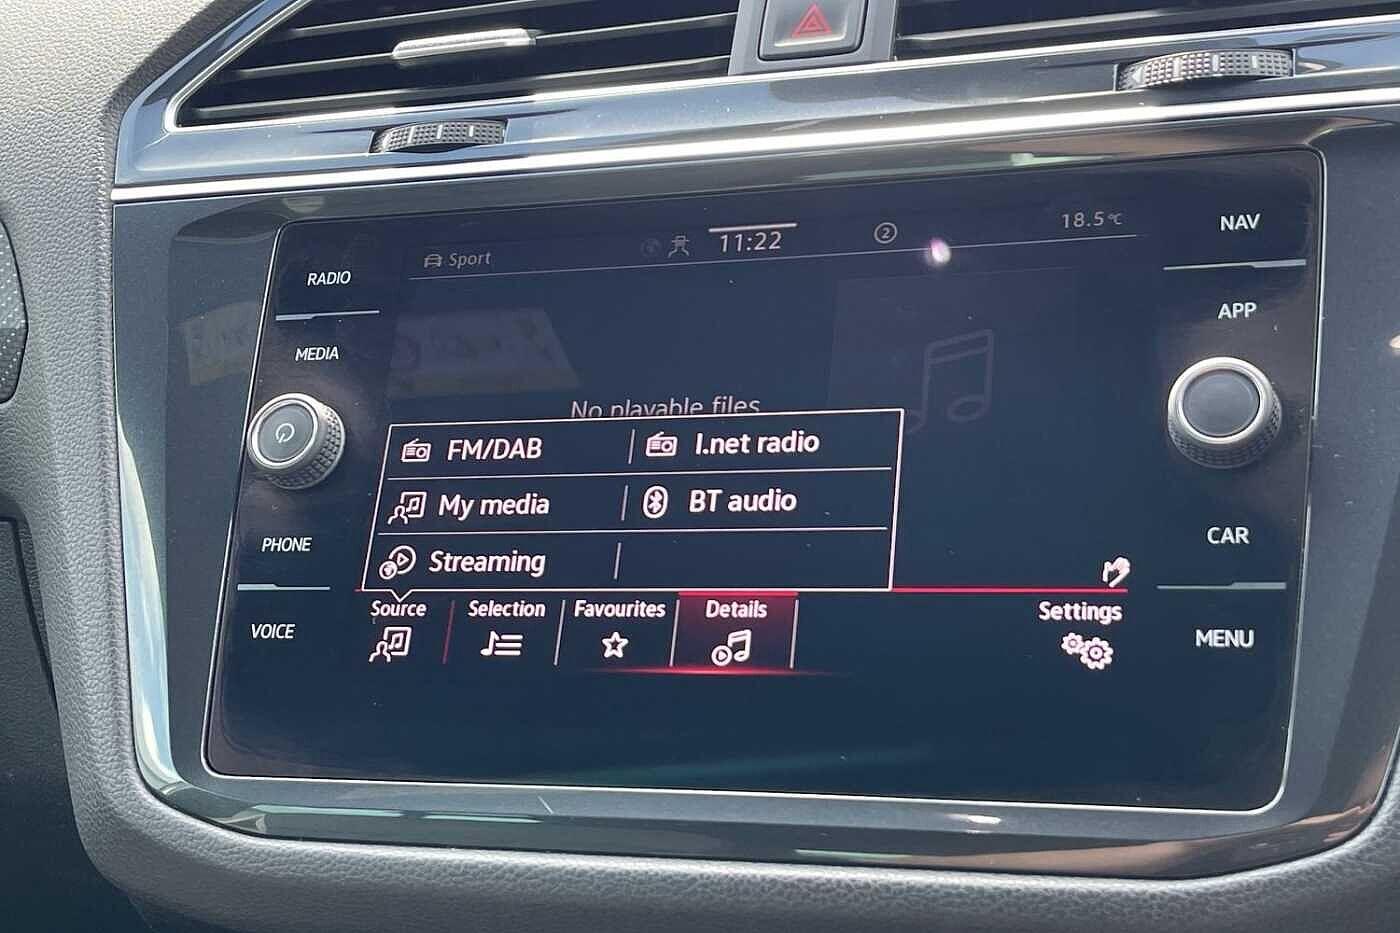 RADIO
MEDIA
PHONE
VOICE
Sport
11:22
2
18.5°C
No playable files
FM/DAB
I.net radio
My media
BT audio
Streaming
Source
Selection
Favourites
Details
Settings
NAV
APP
CAR
MENU